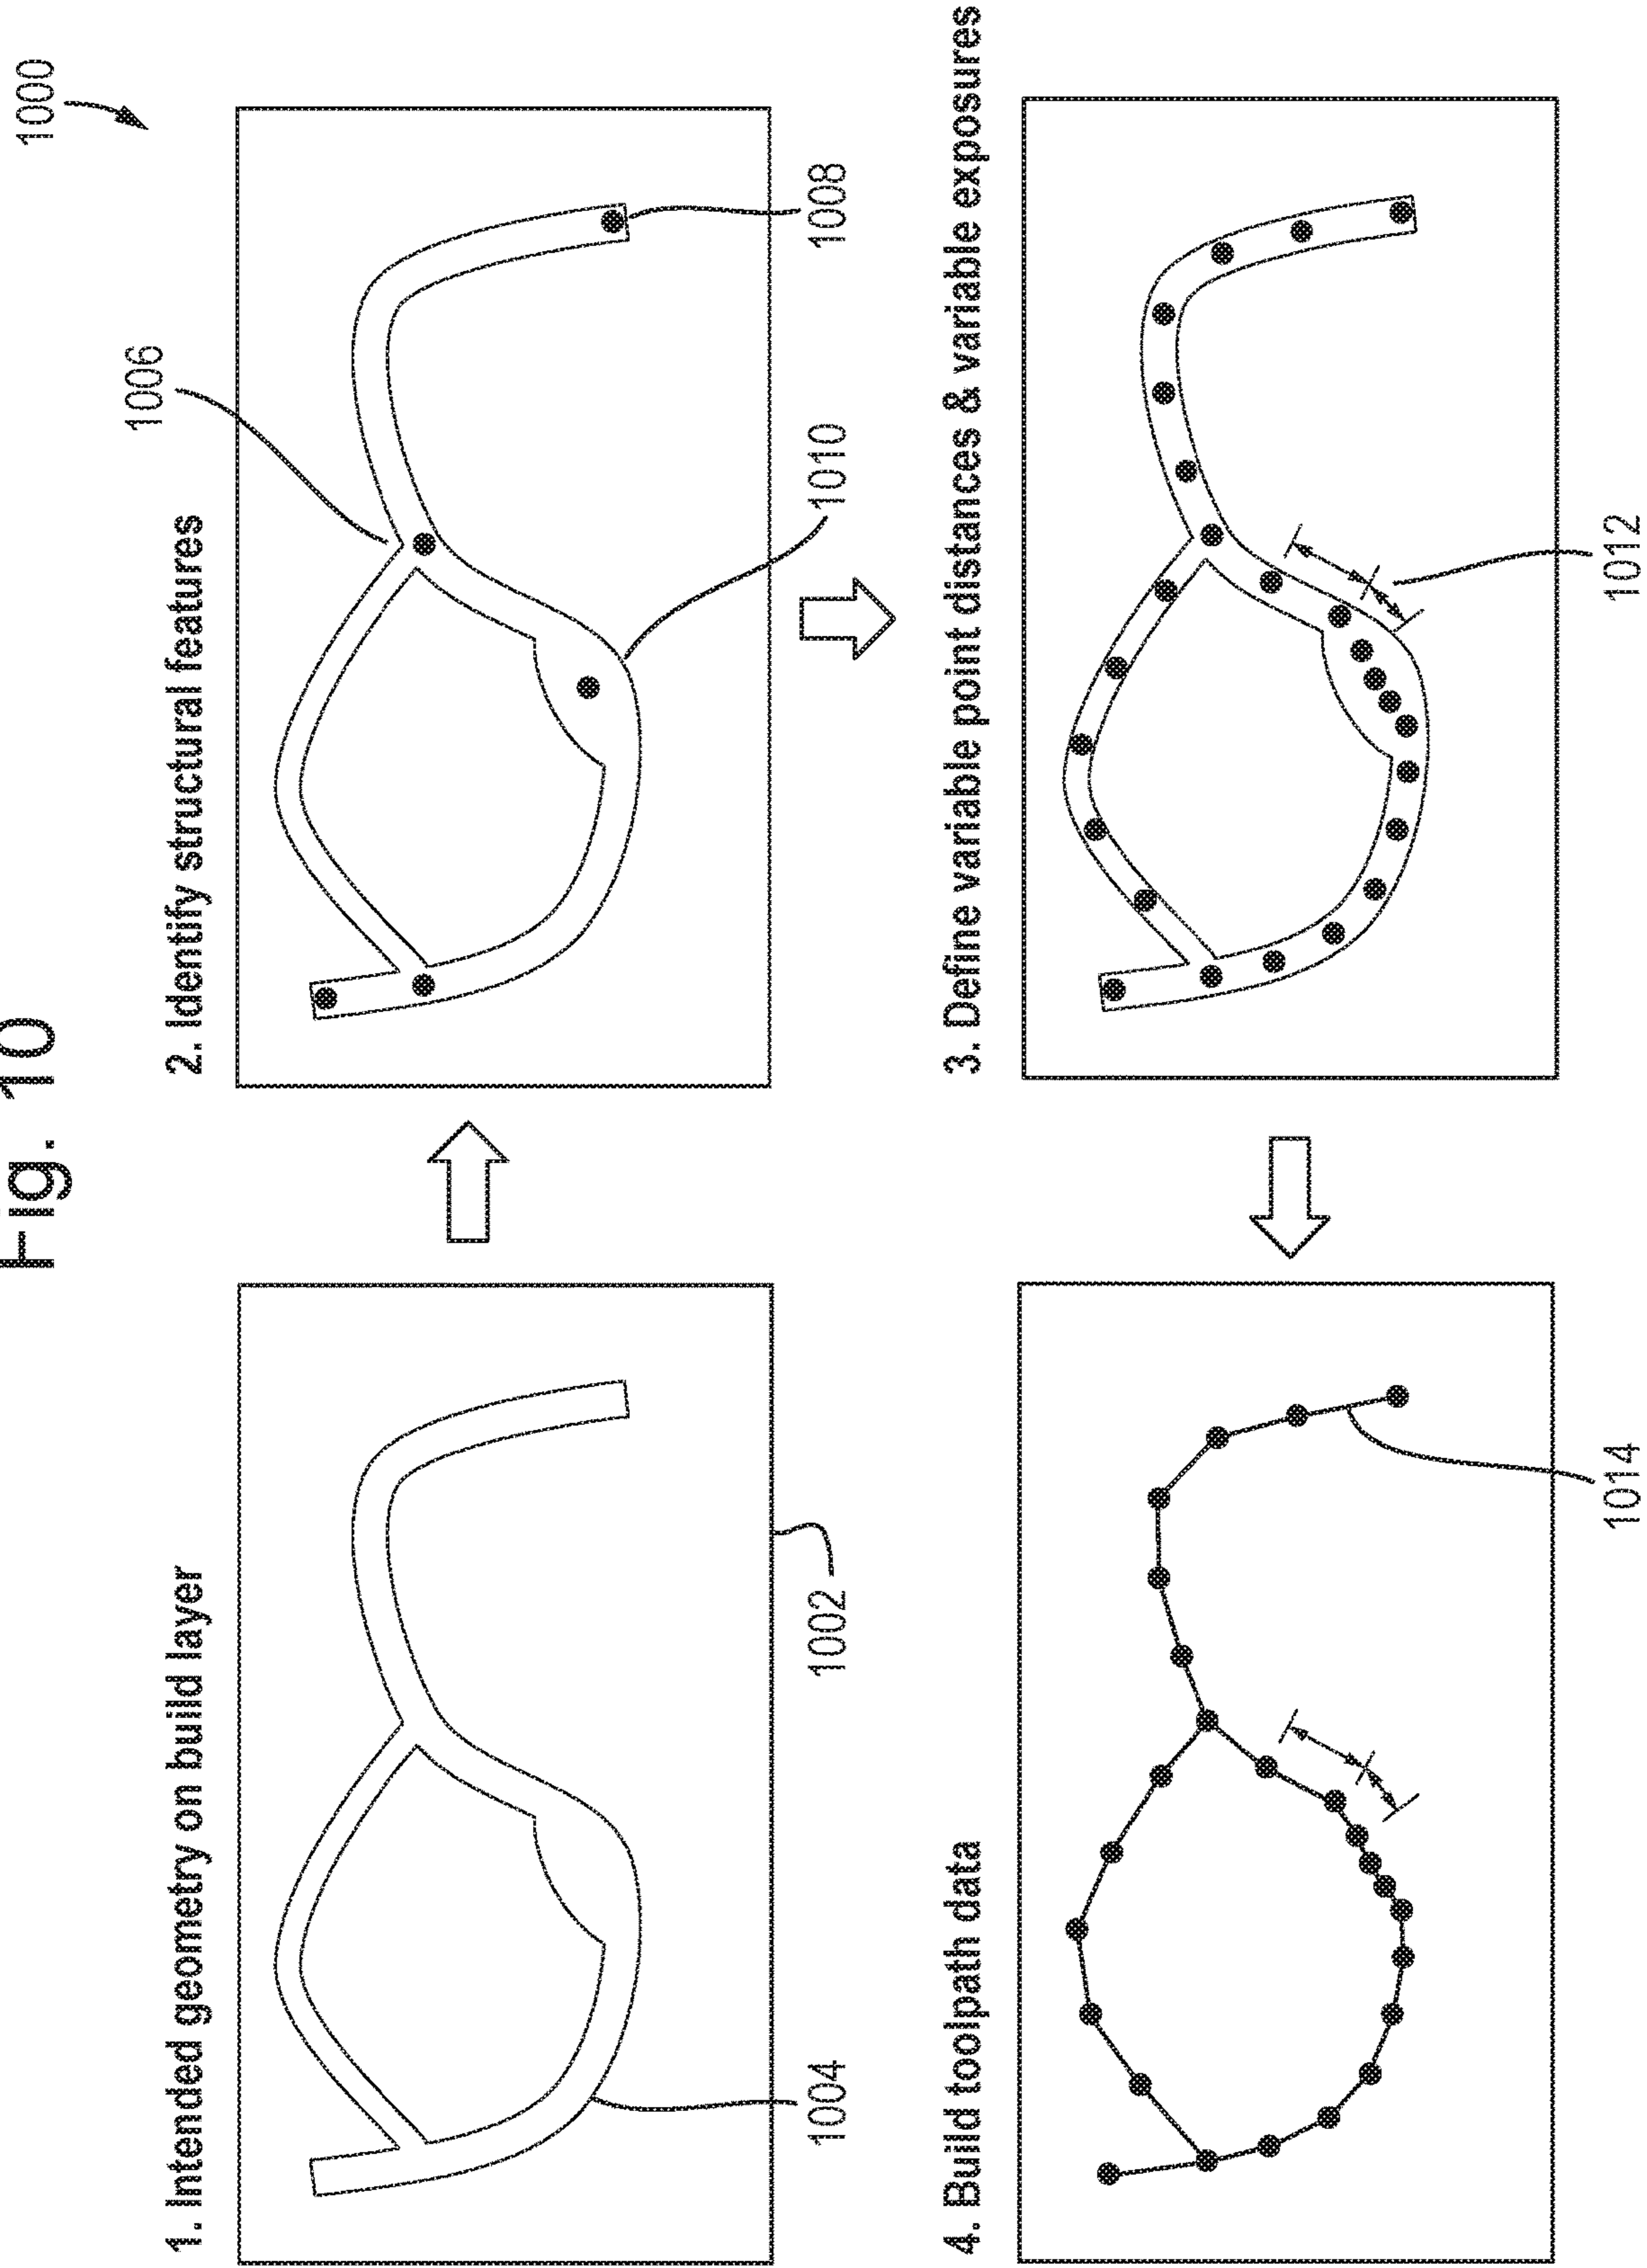 Fig. 10
1000
1. Intended geometry on build layer
1004
1002
2. Identify structural features
1006
1010
1008
4. Build toolpath data
1014
3. Define variable point distances & variable exposures
1012